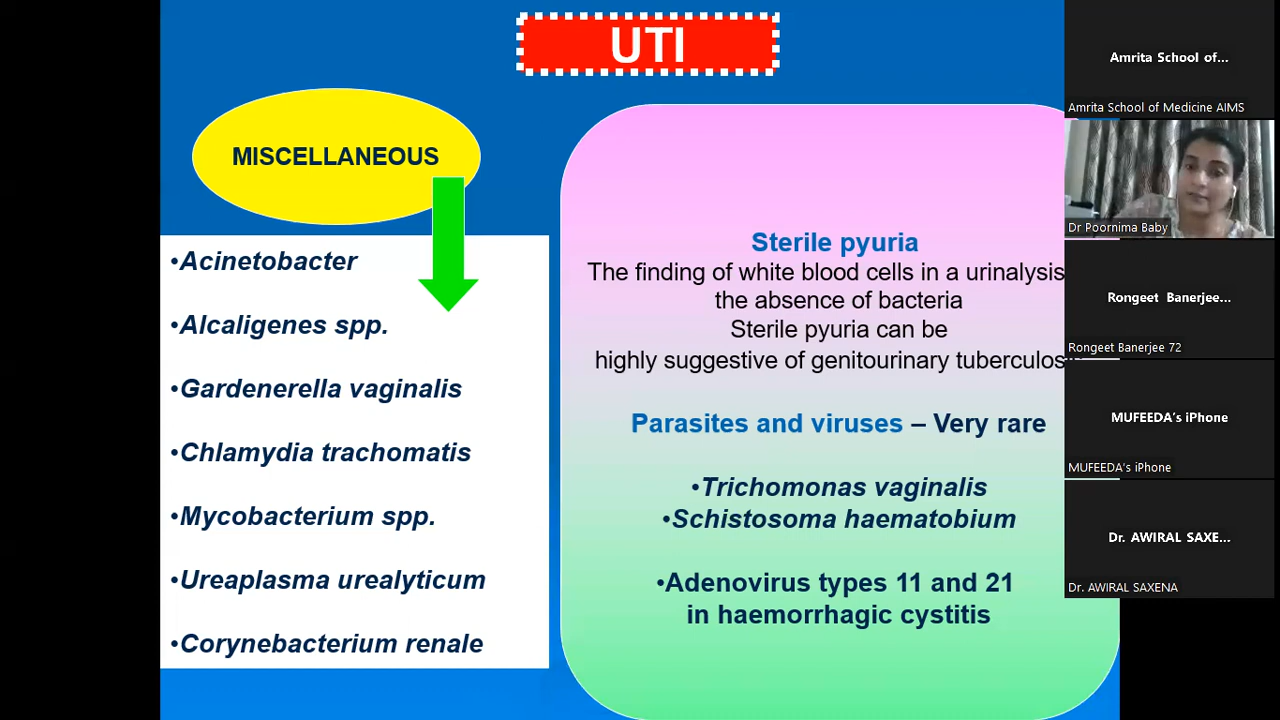 UTI
MISCELLANEOUS
•Acinetobacter
•Alcaligenes spp.
•Gardenerella vaginalis
•Chlamydia trachomatis
•Mycobacterium spp.
•Ureaplasma urealyticum
•Corynebacterium renale
Sterile pyuria
The finding of white blood cells in a urinalysis
the absence of bacteria
Sterile pyuria can be
highly suggestive of genitourinary
Parasites and viruses – Very rare
•Trichomonas vaginalis
•Schistosoma haematobium
•Adenovirus types 11 and 21
in haemorrhagic cystitis
Amrita School of...
Amrita School of Medicine AIMS
Dr Poornima Baby
Rongeet Banerjee...
Rongeet Banerjee 72
MUFEEDA's iPhone
MUFEEDA's iPhone
Dr. AWIRAL SAXE...
Dr. AWIRAL SAXENA